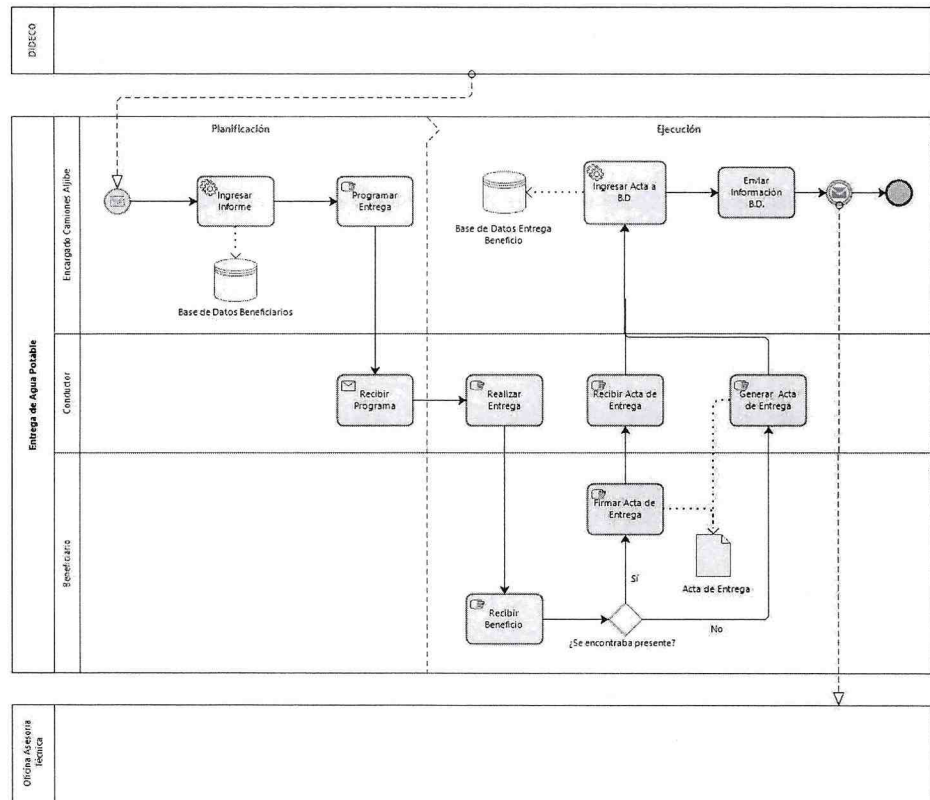 DIDECO
Entrega de Agua Potable
Planificación
Ejecución
Encargado Camiones Aljibe
Ingresar
Informe
Programar
Entrega
Base de Datos Beneficiarios
Base de Datos Entrega
Beneficio
Ingresar Acta a
B.D
Enviar
Información
B.D.
Conductor
Recibir
Programa
Realizar
Entrega
Recibir Acta de
Entrega
Generar Acta
de Entrega
Beneficiario
Firmar Acta de
Entrega
Acta de Entrega
Recibir
Beneficio
Sí
No
¿Se encontraba presente?
Oficina Asesoria
Técnica